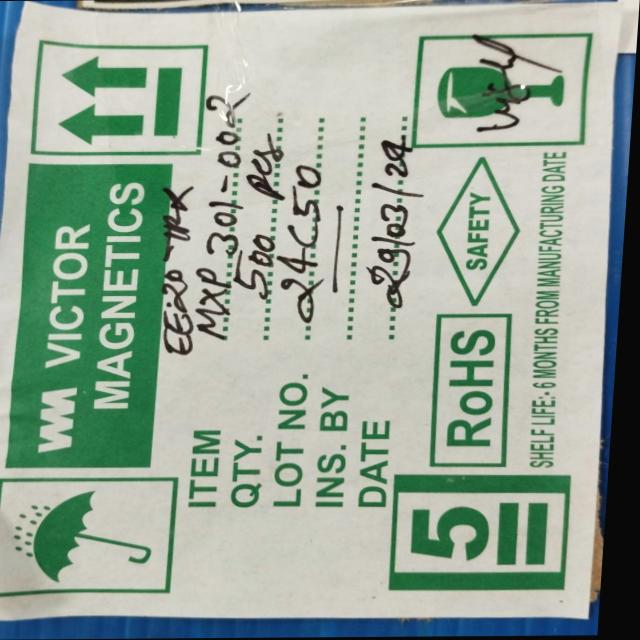 VICTOR
MAGNETICS
EE20-
ITEM MXP 301-002
QTY. 500 pcs
LOT NO. 24C50
INS. BY
DATE 29/03/24
RoHS
SAFETY
5
SHELF LIFE:- 6 MONTHS FROM MANUFACTURING DATE